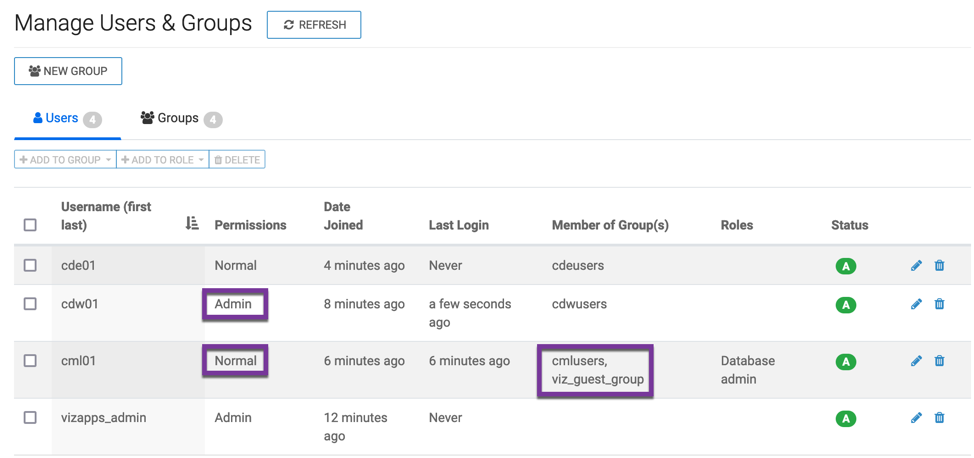 Manage Users & Groups REFRESH
NEW GROUP
Users 4 Groups 4
ADD TO GROUP ADD TO ROLE DELETE
Username (first last) Permissions Date Joined Last Login Member of Group(s) Roles Status
cde01 Normal 4 minutes ago Never cdeusers A
cdw01 Admin 8 minutes ago a few seconds ago cdwusers A
cml01 Normal 6 minutes ago 6 minutes ago cmlusers, viz_guest_group Database admin A
vizapps_admin Admin 12 minutes ago Never A